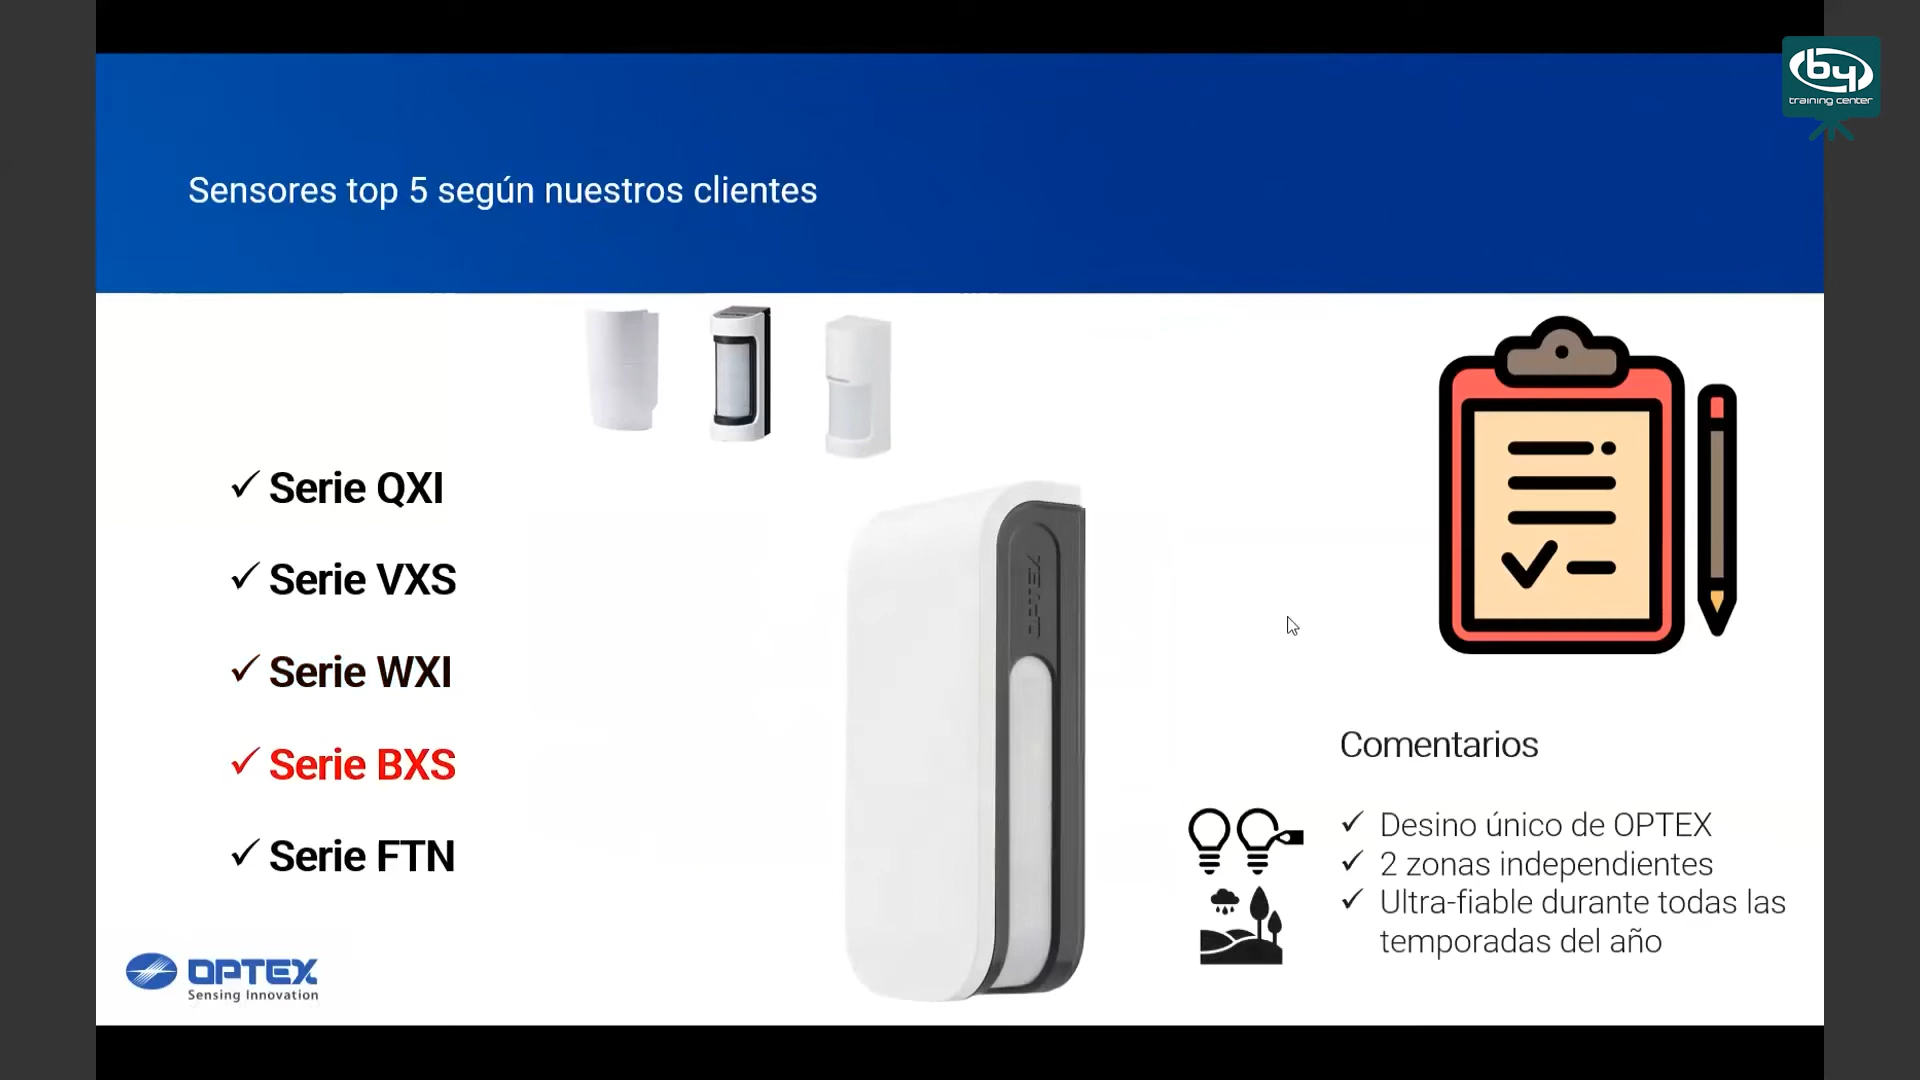 by
training center
Sensores top 5 según nuestros clientes
Serie QXI
Serie VXS
Serie WXI
Serie BXS
Serie FTN
OPTEX
Comentarios
Desino único de OPTEX
2 zonas independientes
Ultra-fiable durante todas las
temporadas del año
OPTEX
Sensing Innovation